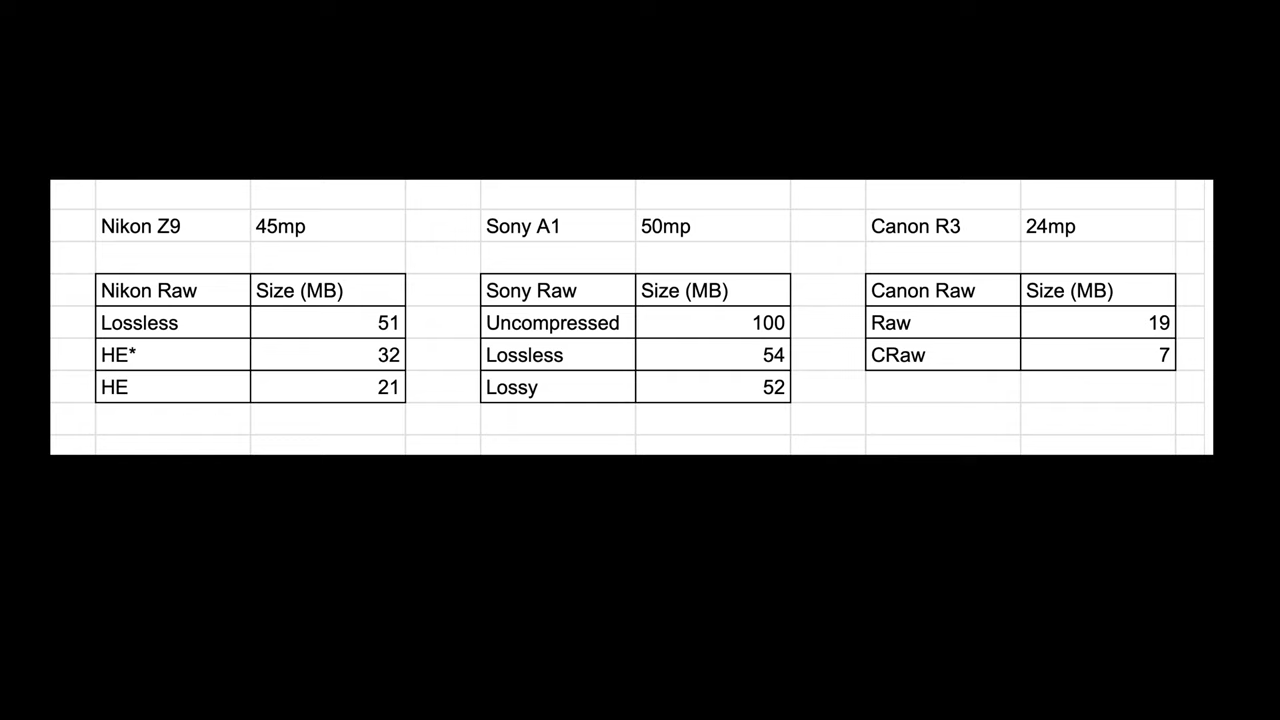 Nikon Z9 45mp Sony A1 50mp Canon R3 24mp
Nikon Raw Size (MB) Sony Raw Size (MB) Canon Raw Size (MB)
Lossless 51 Uncompressed 100 Raw 19
HE* 32 Lossless 54 CRaw 7
HE 21 Lossy 52